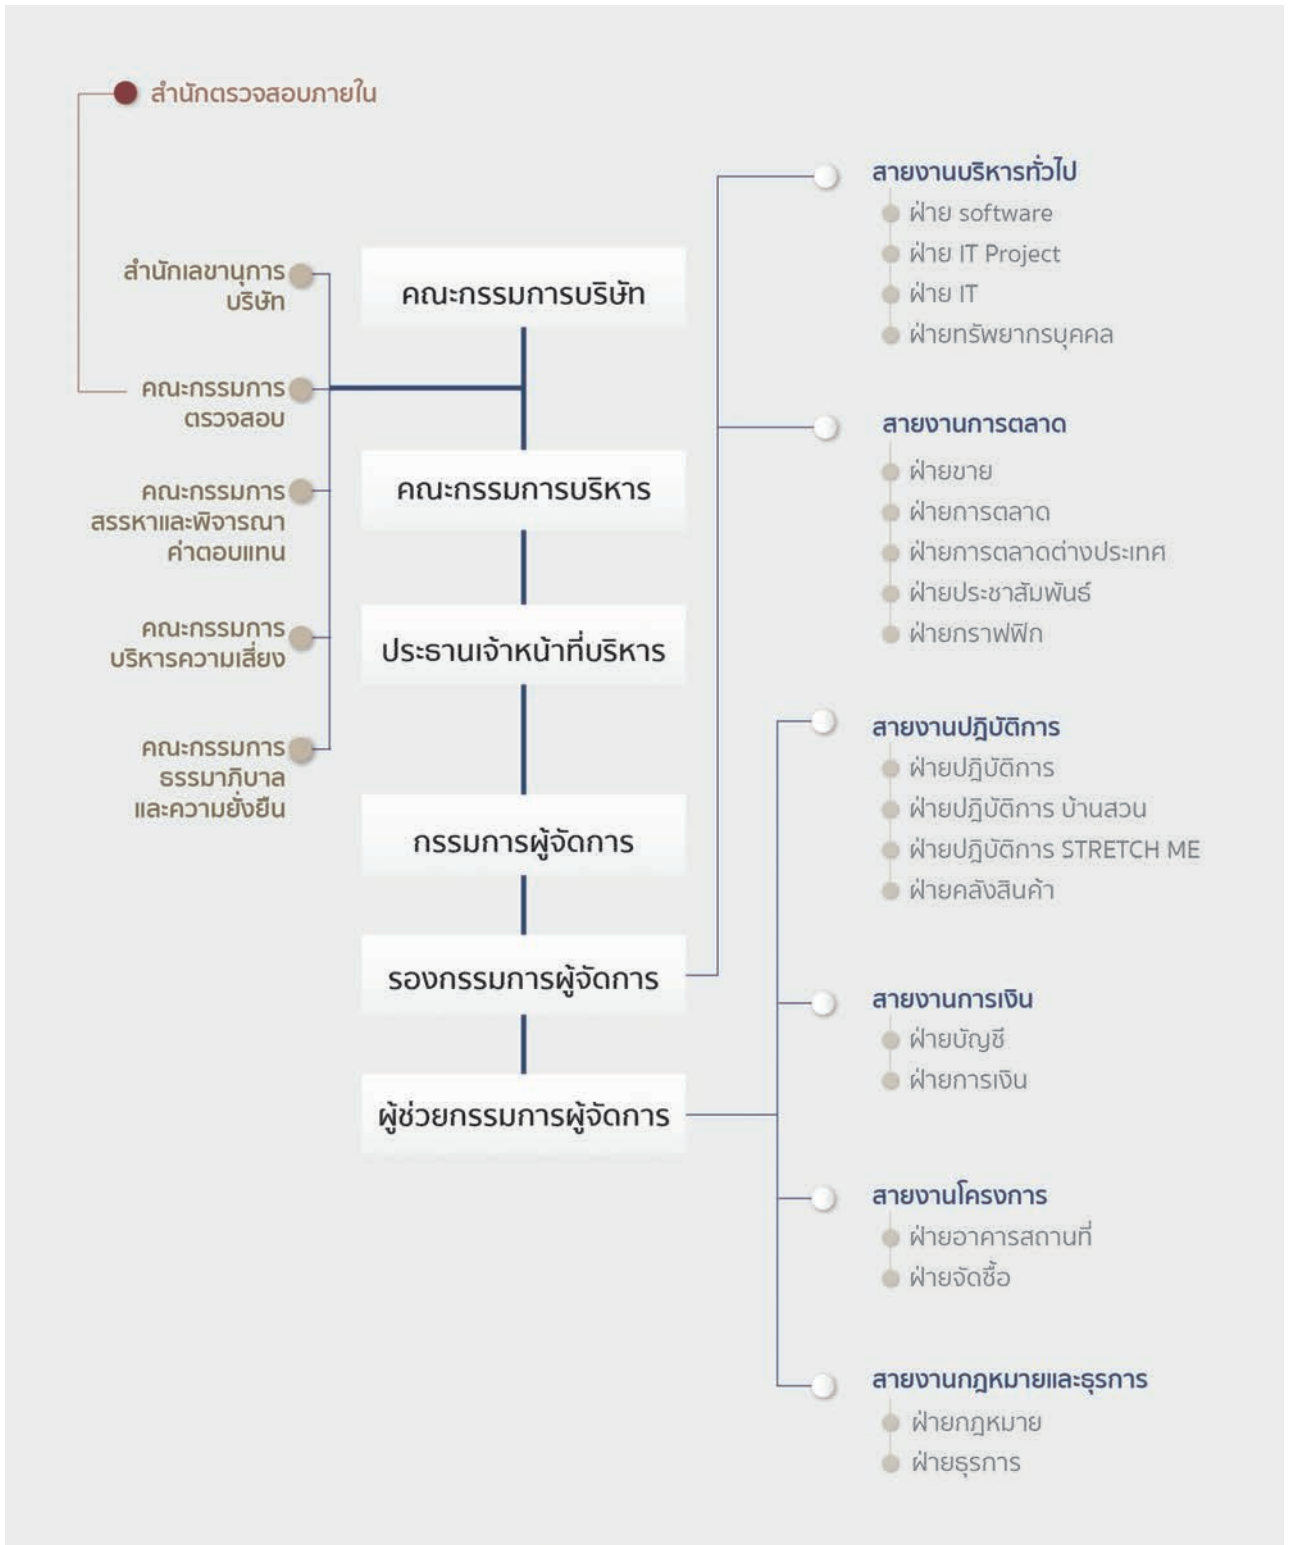 สำนักตรวจสอบภายใน
สำนักเลขานุการ
บริษัท
คณะกรรมการ
ตรวจสอบ
คณะกรรมการ
สรรหาและพิจารณา
ค่าตอบแทน
คณะกรรมการ
บริหารความเสี่ยง
คณะกรรมการ
ธรรมาภิบาล
และความยั่งยืน
คณะกรรมการบริษัท
คณะกรรมการบริหาร
ประธานเจ้าหน้าที่บริหาร
กรรมการผู้จัดการ
รองกรรมการผู้จัดการ
ผู้ช่วยกรรมการผู้จัดการ
สายงานบริหารทั่วไป
ฝ่าย software
ฝ่าย IT Project
ฝ่าย IT
ฝ่ายทรัพยากรบุคคล
สายงานการตลาด
ฝ่ายขาย
ฝ่ายการตลาด
ฝ่ายการตลาดต่างประเทศ
ฝ่ายประชาสัมพันธ์
ฝ่ายกราฟฟิก
สายงานปฎิบัติการ
ฝ่ายปฎิบัติการ
ฝ่ายปฎิบัติการ บ้านสวน
ฝ่ายปฎิบัติการ STRETCH ME
ฝ่ายคลังสินค้า
สายงานการเงิน
ฝ่ายบัญชี
ฝ่ายการเงิน
สายงานโครงการ
ฝ่ายอาคารสถานที่
ฝ่ายจัดซื้อ
สายงานกฎหมายและธุรการ
ฝ่ายกฎหมาย
ฝ่ายธุรการ